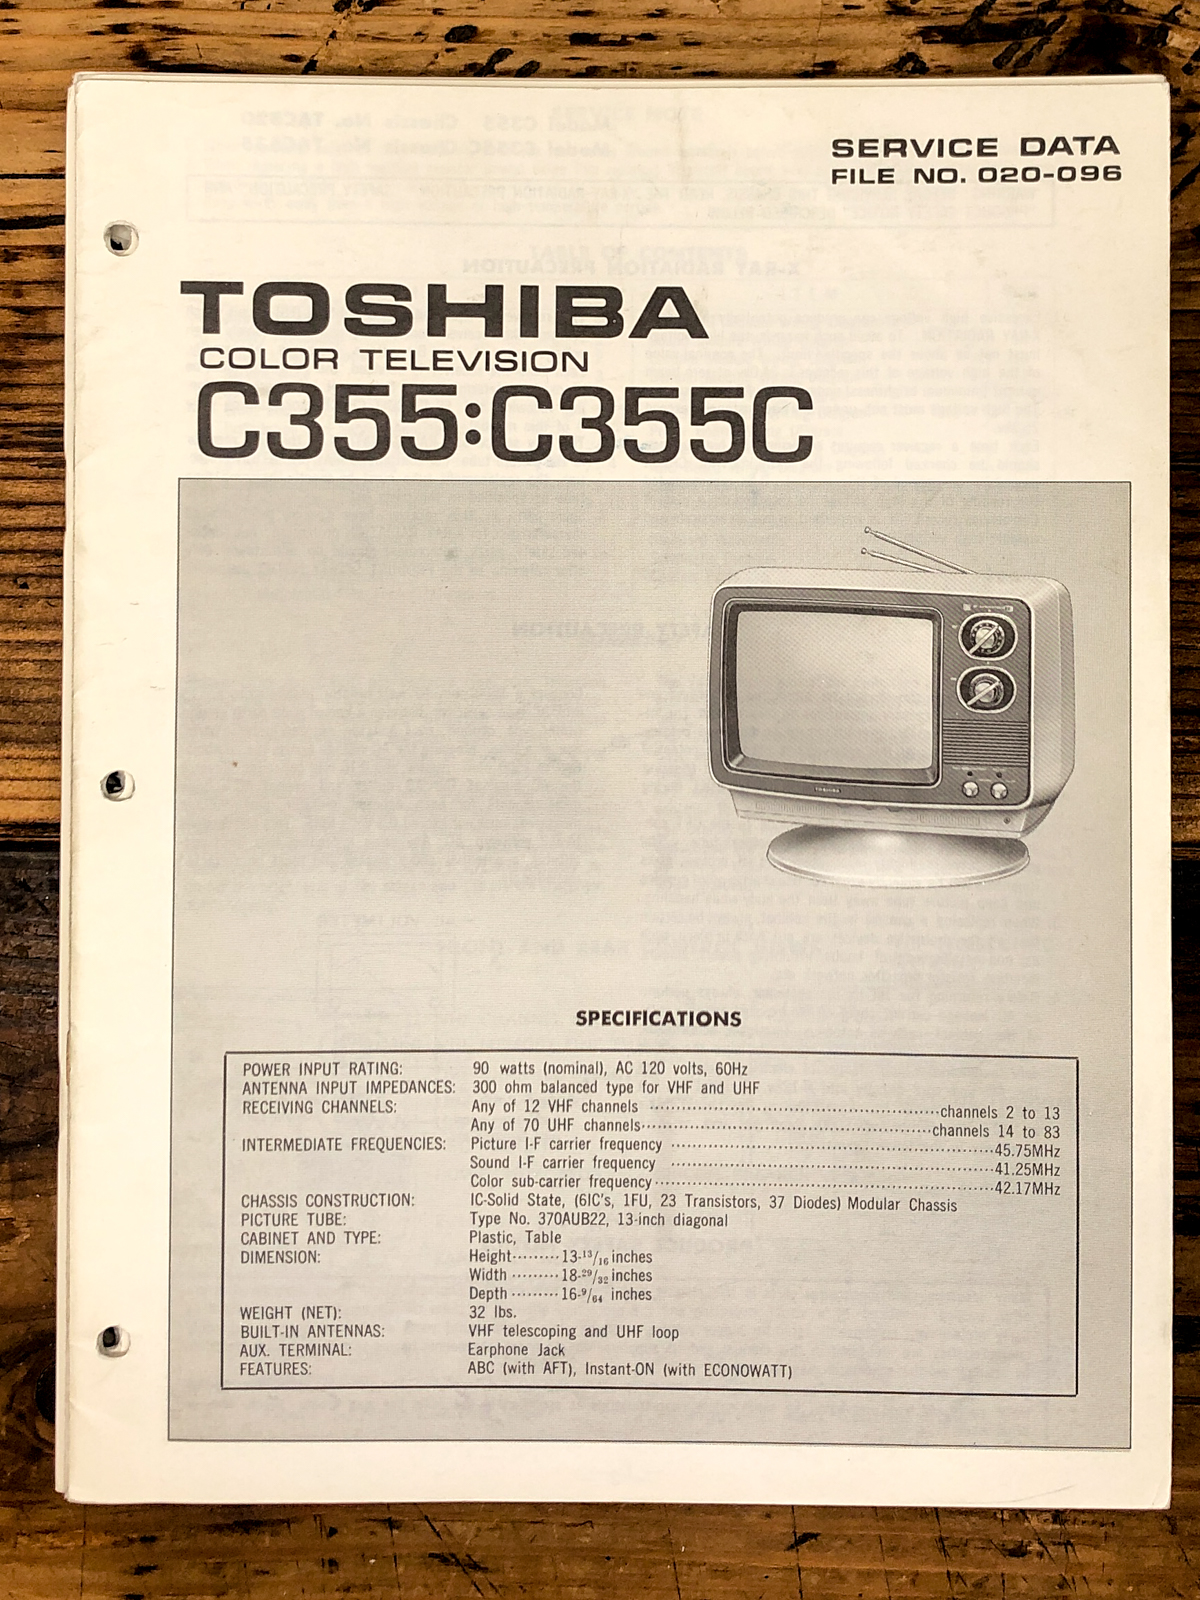 SERVICE DATA
FILE NO. 020-096
TOSHIBA
COLOR TELEVISION
C355:C355C
TOSHIBA
SPECIFICATIONS
POWER INPUT RATING: 90 watts (nominal), AC 120 volts, 60Hz
ANTENNA INPUT IMPEDANCES: 300 ohm balanced type for VHF and UHF
RECEIVING CHANNELS: Any of 12 VHF channels ........ channels 2 to 13
Any of 70 UHF channels ........ channels 14 to 83
INTERMEDIATE FREQUENCIES: Picture I-F carrier frequency ........ 45.75MHz
Sound I-F carrier frequency ........ 41.25MHz
Color sub-carrier frequency ........ 42.17MHz
CHASSIS CONSTRUCTION: IC-Solid State, (6IC's, 1FU, 23 Transistors, 37 Diodes) Modular Chassis
PICTURE TUBE: Type No. 370AUB22, 13-inch diagonal
CABINET AND TYPE: Plastic, Table
DIMENSION: Height ......... 13-13/16 inches
Width ......... 18-29/32 inches
Depth ......... 16-9/64 inches
WEIGHT (NET): 32 lbs.
BUILT-IN ANTENNAS: VHF telescoping and UHF loop
AUX. TERMINAL: Earphone Jack
FEATURES: ABC (with AFT), Instant-ON (with ECONOWATT)